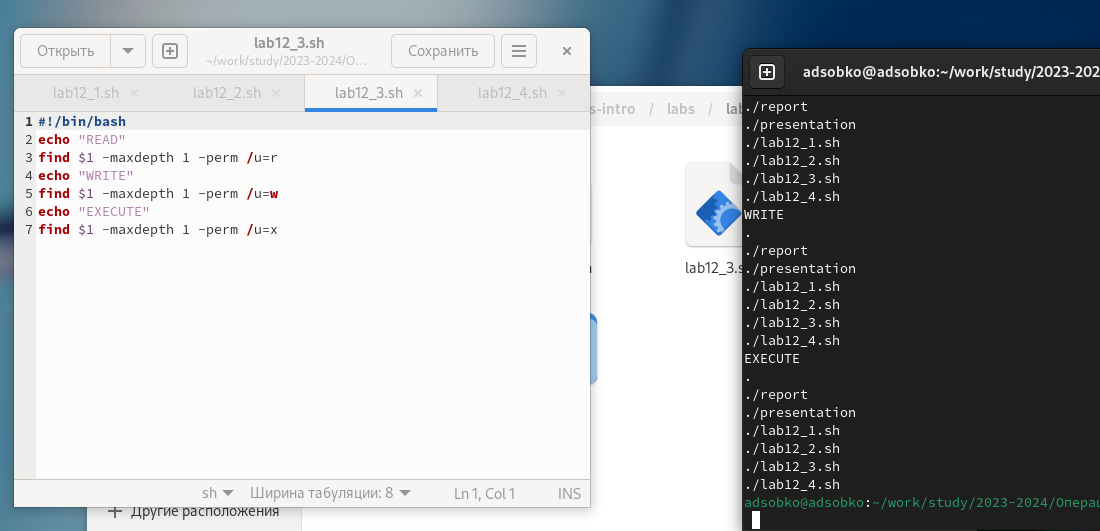 Открыть
lab12_3.sh
~/work/study/2023-2024/О...
Сохранить
lab12_1.sh
lab12_2.sh
lab12_3.sh
lab12_4.sh
1 #!/bin/bash
2 echo "READ"
3 find $1 -maxdepth 1 -perm /u=r
4 echo "WRITE"
5 find $1 -maxdepth 1 -perm /u=w
6 echo "EXECUTE"
7 find $1 -maxdepth 1 -perm /u=x
sh
Ширина табуляции: 8
Ln 1, Col 1
INS
s-intro / labs / lab
lab12_3.s
Другие расположения
adsobko@adsobko:~/work/study/2023-202
./report
./presentation
./lab12_1.sh
./lab12_2.sh
./lab12_3.sh
./lab12_4.sh
WRITE
.
./report
./presentation
./lab12_1.sh
./lab12_2.sh
./lab12_3.sh
./lab12_4.sh
EXECUTE
.
./report
./presentation
./lab12_1.sh
./lab12_2.sh
./lab12_3.sh
./lab12_4.sh
adsobko@adsobko:~/work/study/2023-2024/Опера